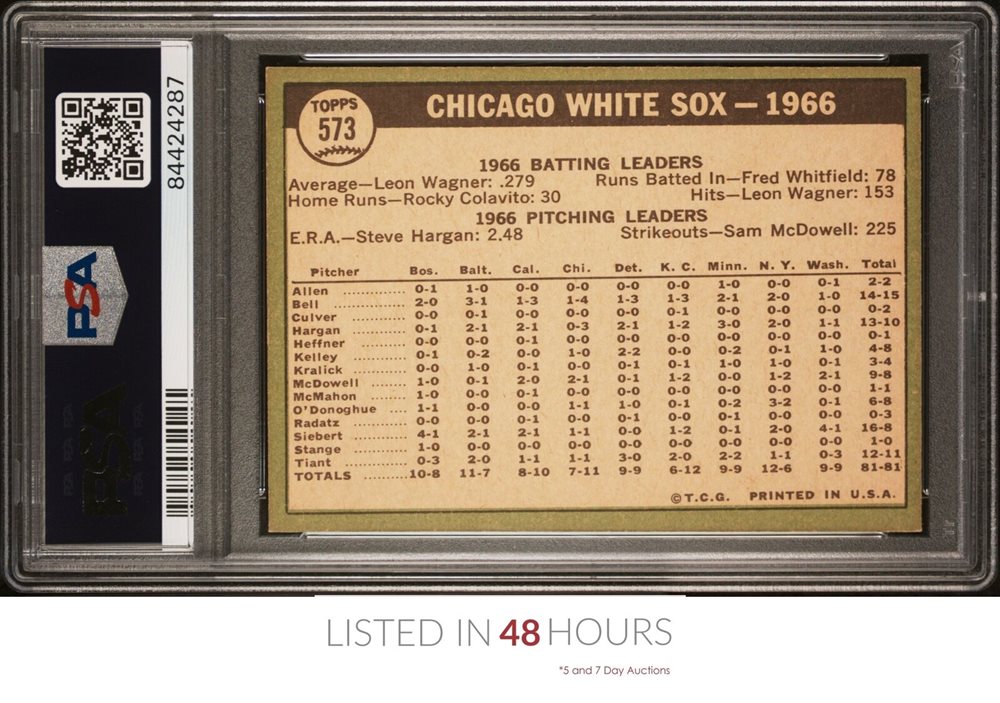 84424287
PSA
TOPPS
573
CHICAGO WHITE SOX — 1966
1966 BATTING LEADERS
Average—Leon Wagner: .279 Runs Batted In—Fred Whitfield: 78
Home Runs—Rocky Colavito: 30 Hits—Leon Wagner: 153
1966 PITCHING LEADERS
E.R.A.—Steve Hargan: 2.48 Strikeouts—Sam McDowell: 225
Pitcher Bos. Balt. Cal. Chi. Det. K. C. Minn. N. Y. Wash. Total
Allen 0-1 1-0 0-0 0-0 0-0 0-0 1-0 0-0 0-1 2-2
Bell 2-0 3-1 1-3 1-4 1-3 1-3 2-1 2-0 1-0 14-15
Culver 0-0 0-1 0-0 0-0 0-0 0-1 0-0 0-0 0-0 0-2
Hargan 0-1 2-1 2-1 0-3 2-1 1-2 3-0 2-0 1-1 13-10
Heffner 0-0 0-0 0-1 0-0 0-0 0-0 0-0 0-0 0-0 0-1
Kelley 0-1 0-2 0-0 1-0 2-2 0-0 0-2 0-1 1-0 4-8
Kralick 0-0 1-0 0-1 0-0 0-1 0-1 1-0 0-0 1-1 3-4
McDowell 1-0 0-1 2-0 2-1 0-1 1-2 0-0 1-2 2-1 9-8
McMahon 1-0 0-0 0-1 0-0 0-0 0-0 0-0 0-0 0-0 1-1
O'Donoghue 1-1 0-0 0-0 1-1 1-0 0-1 0-2 3-2 0-1 6-8
Radatz 0-0 0-0 0-1 0-0 0-1 0-0 0-1 0-0 0-0 0-3
Siebert 4-1 2-1 2-1 1-1 0-0 1-2 0-1 2-0 4-1 16-8
Stange 1-0 0-0 0-0 0-0 0-0 0-0 0-0 0-0 0-0 1-0
Tiant 0-3 2-0 1-1 1-1 3-0 2-0 2-2 1-1 0-3 12-11
TOTALS 10-8 11-7 8-10 7-11 9-9 6-12 9-9 12-6 9-9 81-81
©T.C.G. PRINTED IN U.S.A.
LISTED IN 48 HOURS
*5 and 7 Day Auctions